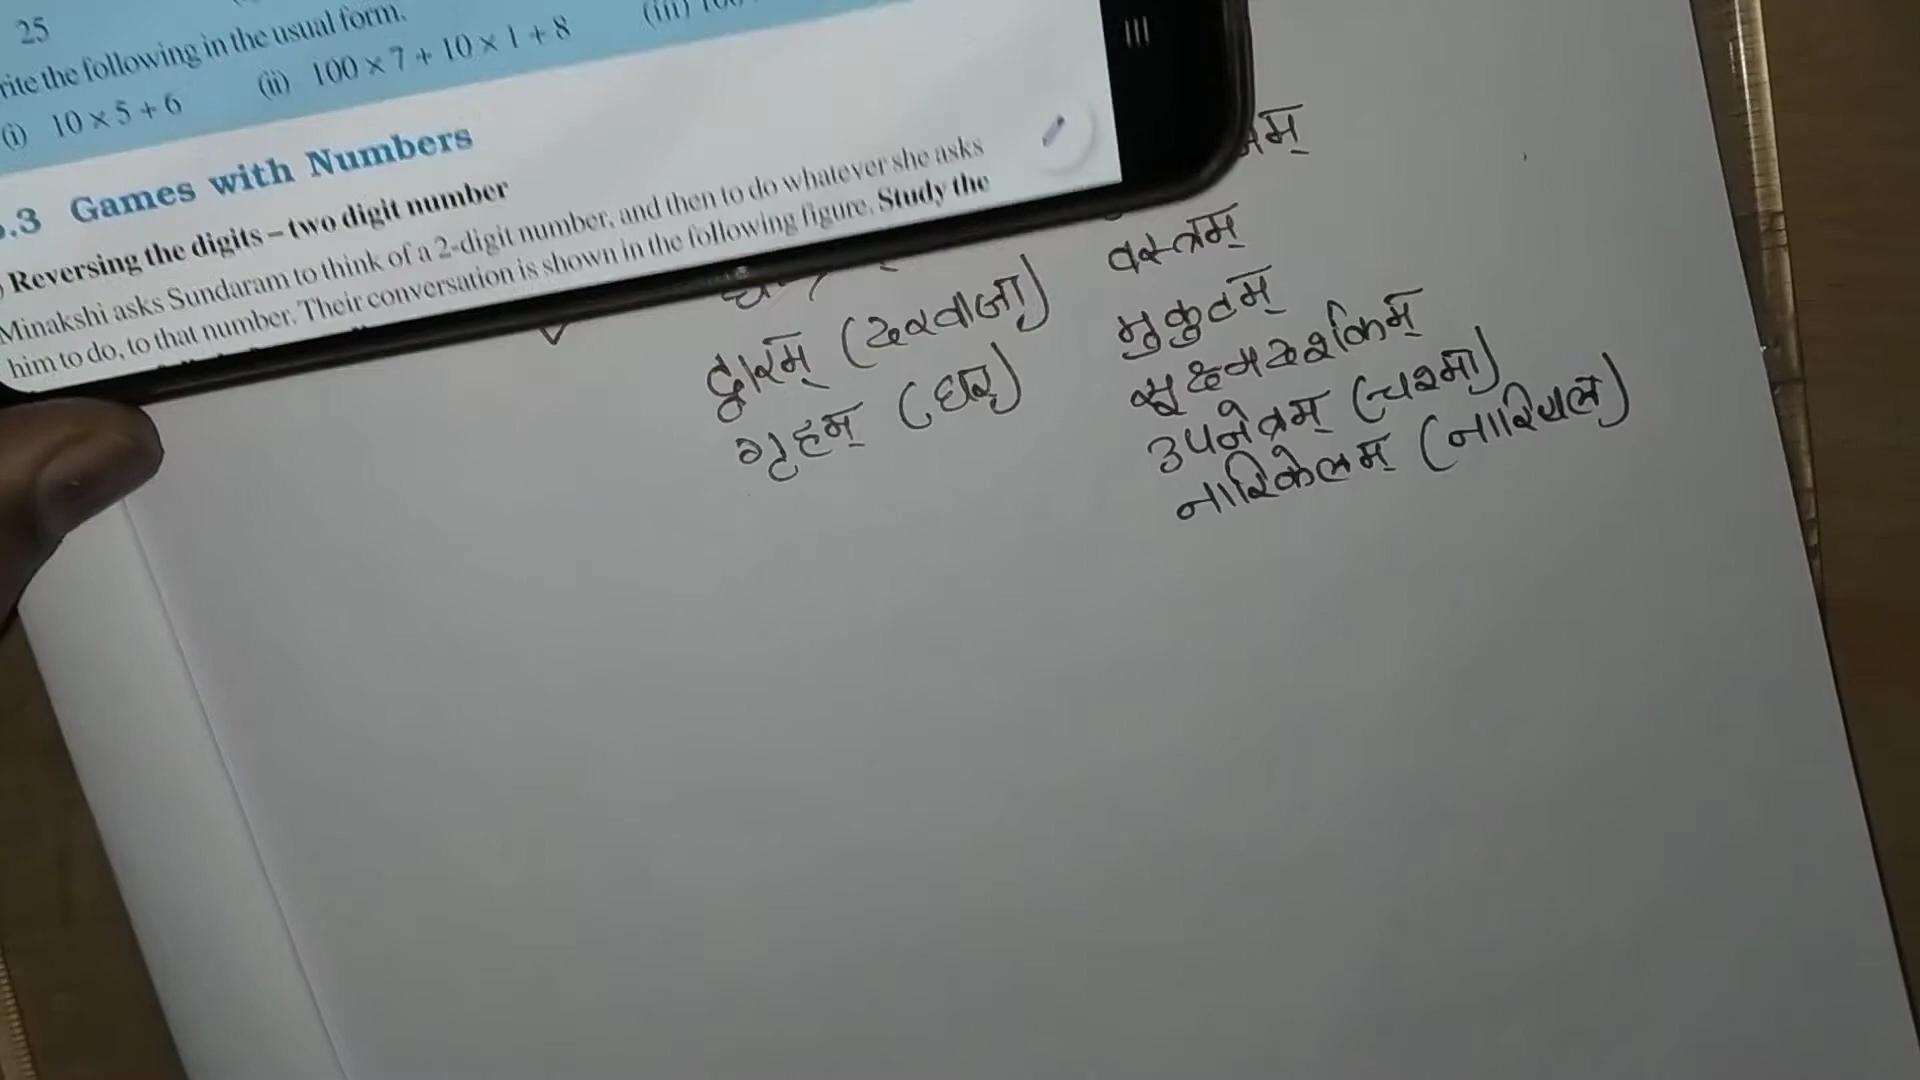 25
rite the following in the usual form.
(i) 10 × 5 + 6 (ii) 100 × 7 + 10 × 1 + 8 (iii)
.3 Games with Numbers
Reversing the digits – two digit number
Minakshi asks Sundaram to think of a 2-digit number, and then to do whatever she asks
him to do, to that number. Their conversation is shown in the following figure. Study the
द्वारम् (दरवाजा)
गृहम् (घर)
वस्त्रम्
मुकुटम्
सूक्ष्मदर्शकिम्
उपनेत्रम् (चश्मा)
नारिकेलम् (नारियल)